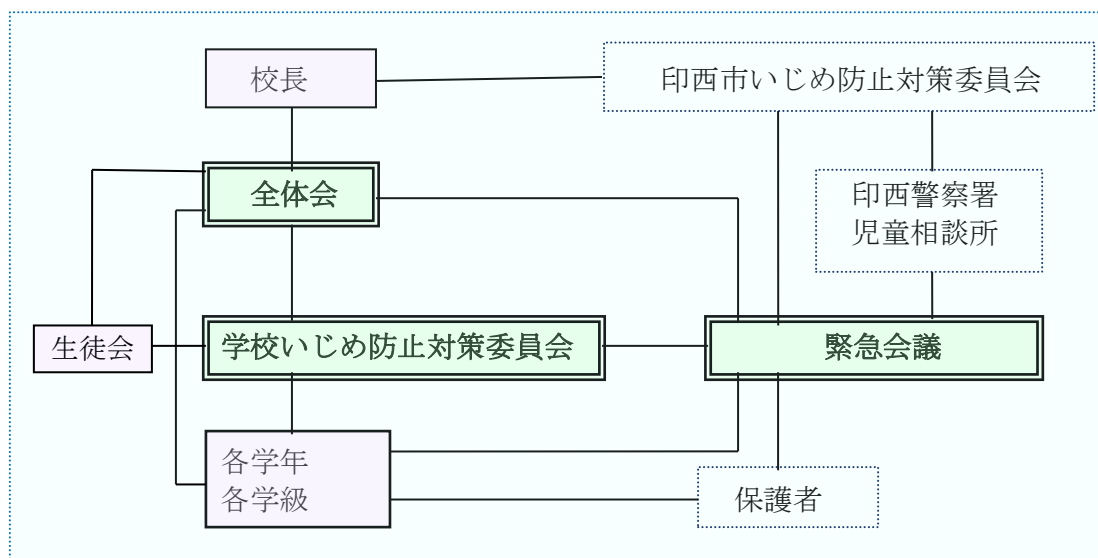 校長
印西市いじめ防止対策委員会
全体会
印西警察署
児童相談所
生徒会
学校いじめ防止対策委員会
緊急会議
各学年
各学級
保護者